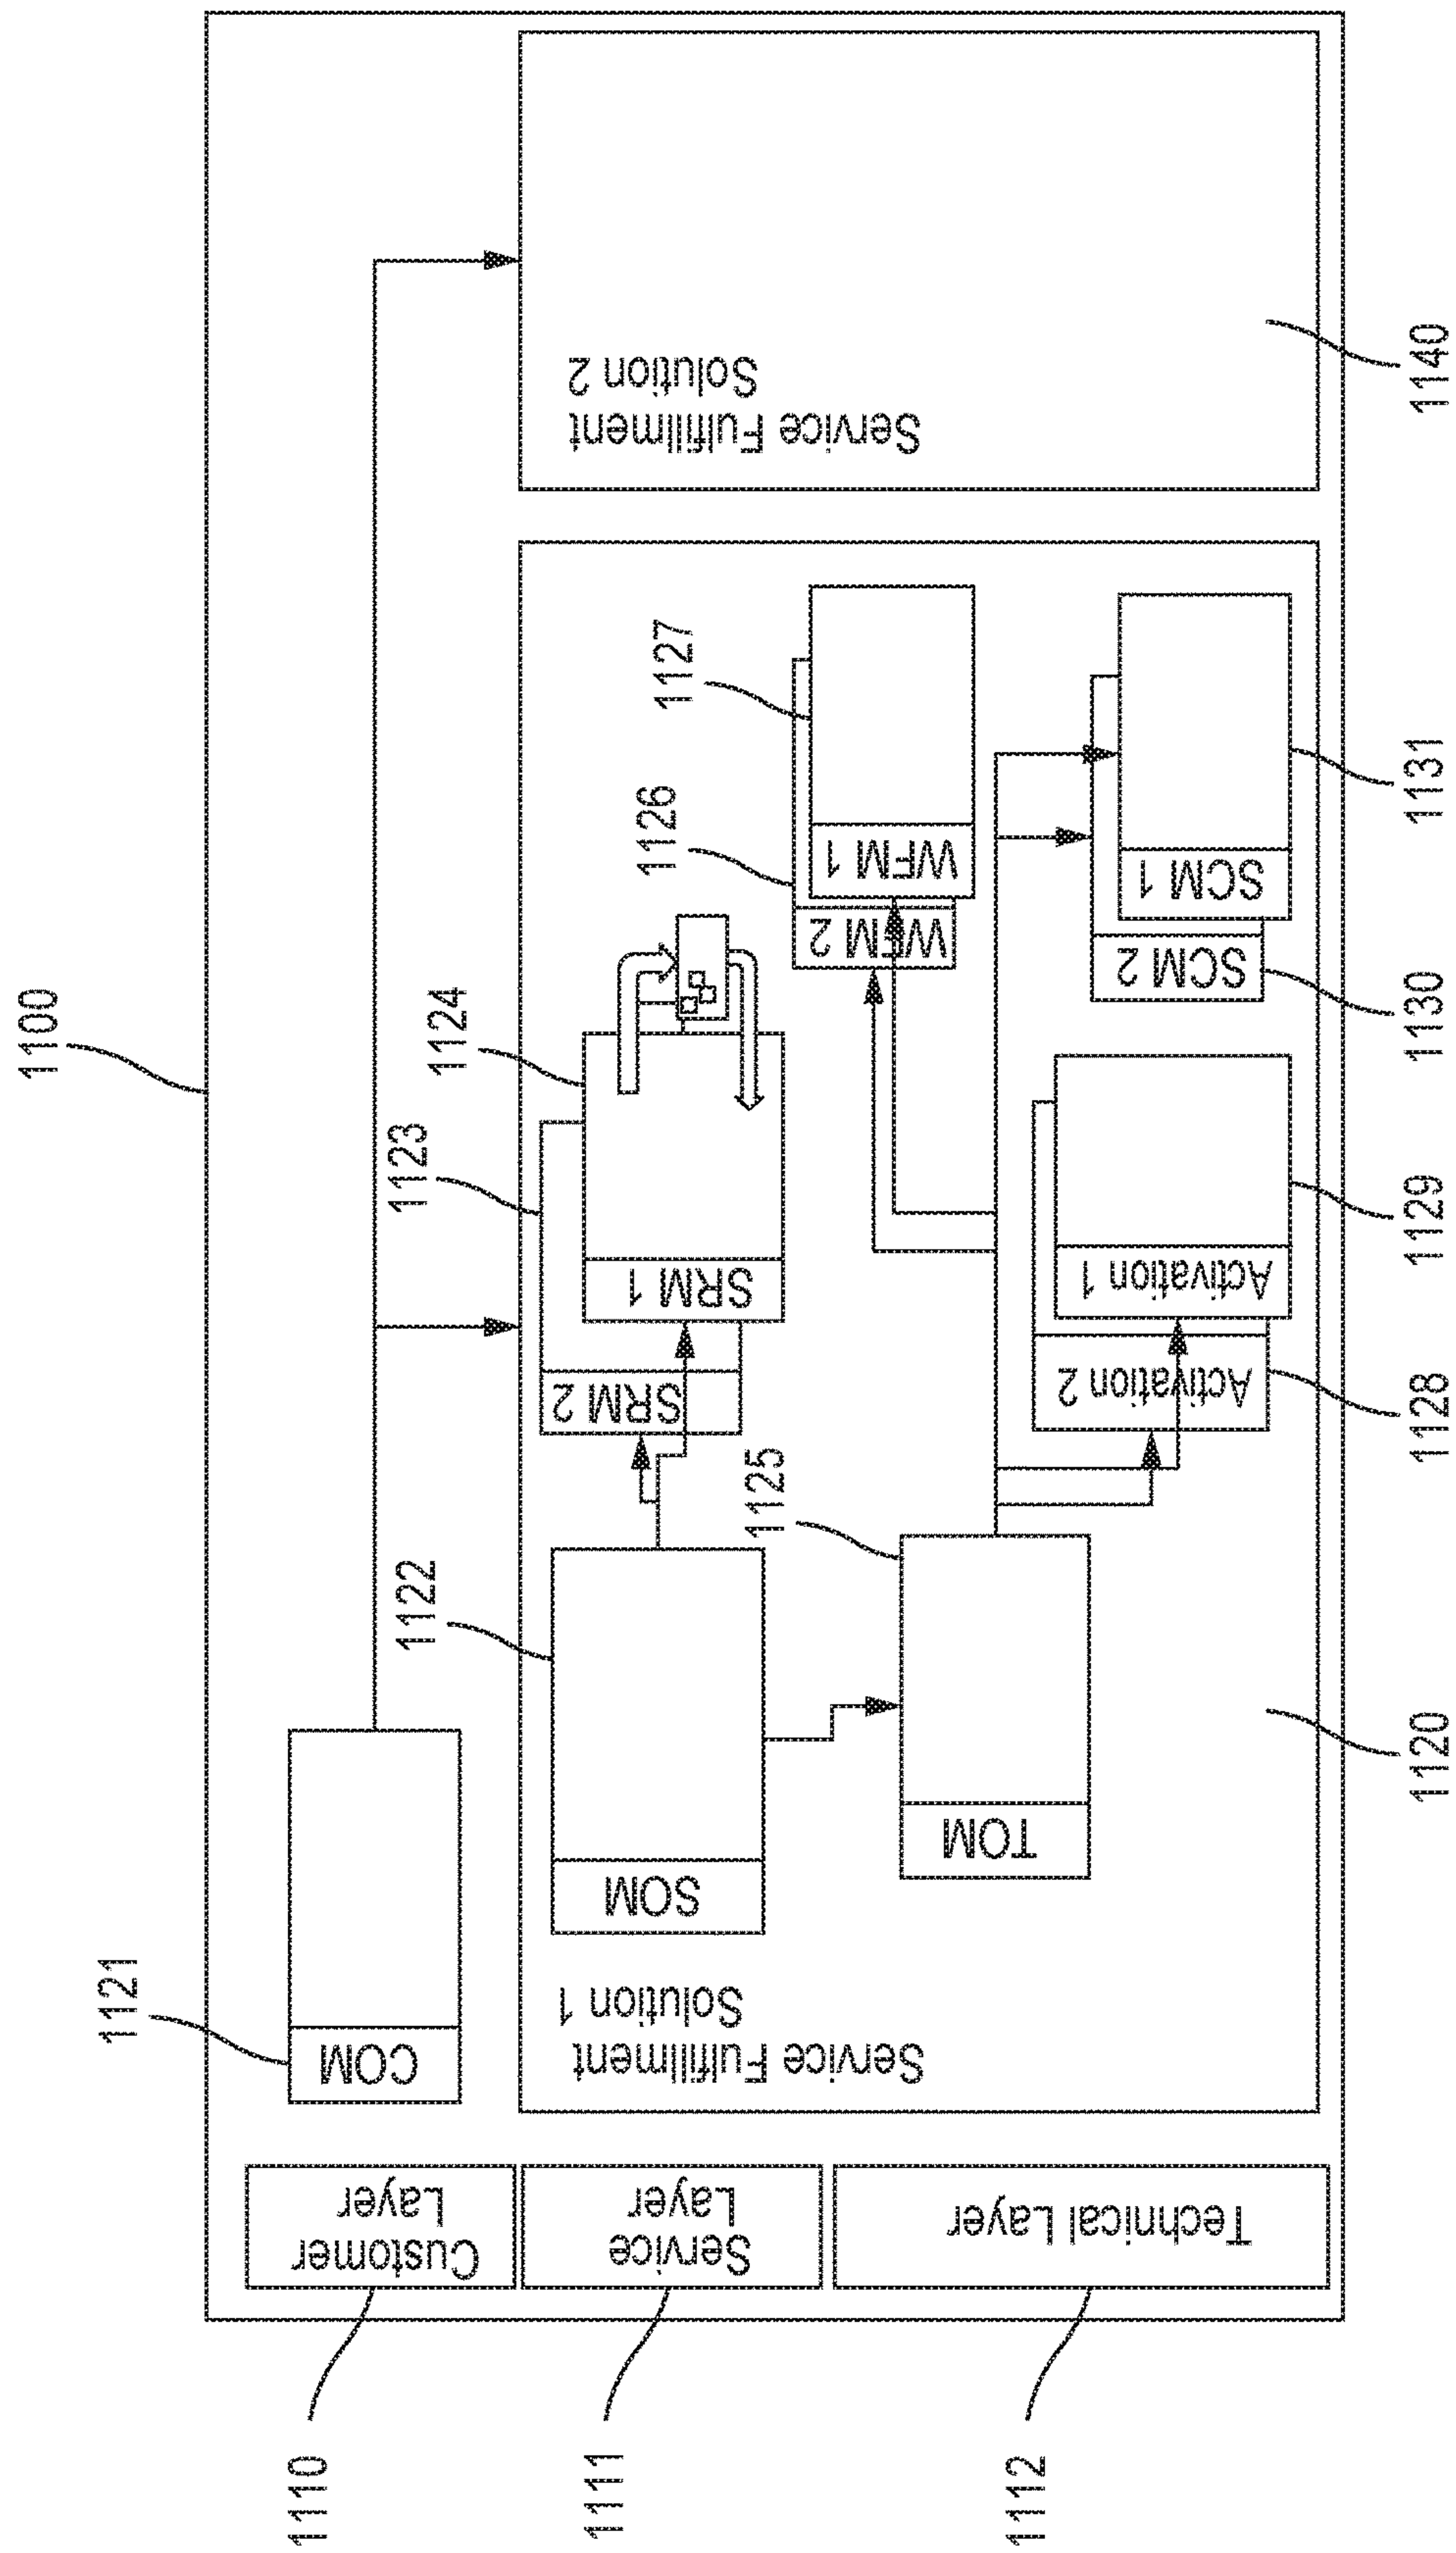 1100
1110
Customer
Layer
1111
Service
Layer
1112
Technical Layer
1121
COM
Service Fulfillment
Solution 1
1122
SOM
1123
SRM 2
1124
SRM 1
1125
TOM
1126
WFM 2
1127
WFM 1
Activation 2
1128
Activation 1
1129
SCM 2
1130
SCM 1
1131
1120
Service Fulfillment
Solution 2
1140